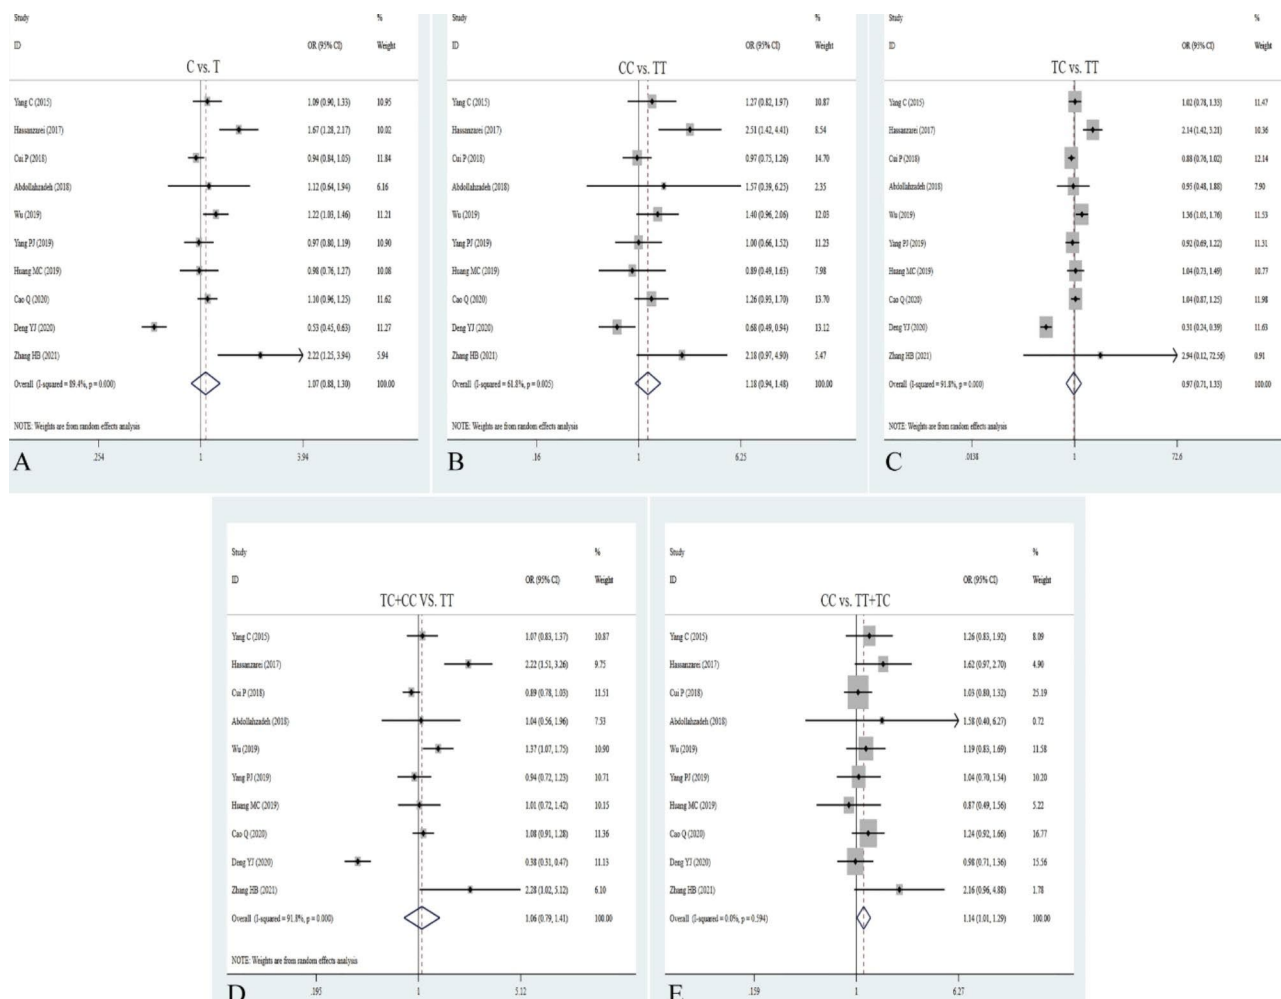 Study %
ID OR (95% CI) Weight
C vs. T
Yang C (2015) 1.09 (0.90, 1.33) 10.95
Hassanzarei (2017) 1.67 (1.28, 2.17) 10.02
Cui P (2018) 0.94 (0.84, 1.05) 11.84
Abdollahzadeh (2018) 1.12 (0.64, 1.94) 6.16
Wu (2019) 1.22 (1.03, 1.46) 11.21
Yang PJ (2019) 0.97 (0.80, 1.19) 10.90
Huang MC (2019) 0.98 (0.76, 1.27) 10.08
Cao Q (2020) 1.10 (0.96, 1.25) 11.62
Deng YJ (2020) 0.53 (0.45, 0.63) 11.27
Zhang HB (2021) 2.22 (1.25, 3.94) 5.94
Overall (I-squared = 89.4%, p = 0.000) 1.07 (0.88, 1.30) 100.00
NOTE: Weights are from random effects analysis
.254 1 3.94
A
Study %
ID OR (95% CI) Weight
CC vs. TT
Yang C (2015) 1.27 (0.82, 1.97) 10.87
Hassanzarei (2017) 2.51 (1.42, 4.41) 8.54
Cui P (2018) 0.97 (0.75, 1.26) 14.70
Abdollahzadeh (2018) 1.57 (0.39, 6.25) 2.35
Wu (2019) 1.40 (0.96, 2.06) 12.03
Yang PJ (2019) 1.00 (0.66, 1.52) 11.23
Huang MC (2019) 0.89 (0.49, 1.63) 7.98
Cao Q (2020) 1.26 (0.93, 1.70) 13.70
Deng YJ (2020) 0.68 (0.49, 0.94) 13.12
Zhang HB (2021) 2.18 (0.97, 4.90) 5.47
Overall (I-squared = 61.8%, p = 0.005) 1.18 (0.94, 1.48) 100.00
NOTE: Weights are from random effects analysis
.16 1 6.25
B
Study %
ID OR (95% CI) Weight
TC vs. TT
Yang C (2015) 1.02 (0.78, 1.33) 11.47
Hassanzarei (2017) 2.14 (1.42, 3.21) 10.36
Cui P (2018) 0.88 (0.76, 1.02) 12.14
Abdollahzadeh (2018) 0.95 (0.48, 1.88) 7.90
Wu (2019) 1.36 (1.05, 1.76) 11.53
Yang PJ (2019) 0.92 (0.69, 1.22) 11.31
Huang MC (2019) 1.04 (0.73, 1.49) 10.77
Cao Q (2020) 1.04 (0.87, 1.25) 11.98
Deng YJ (2020) 0.31 (0.24, 0.39) 11.63
Zhang HB (2021) 2.94 (0.12, 72.56) 0.91
Overall (I-squared = 91.8%, p = 0.000) 0.97 (0.71, 1.33) 100.00
NOTE: Weights are from random effects analysis
.0138 1 72.6
C
Study %
ID OR (95% CI) Weight
TC+CC VS. TT
Yang C (2015) 1.07 (0.83, 1.37) 10.87
Hassanzarei (2017) 2.22 (1.51, 3.26) 9.75
Cui P (2018) 0.89 (0.78, 1.03) 11.51
Abdollahzadeh (2018) 1.04 (0.56, 1.96) 7.53
Wu (2019) 1.37 (1.07, 1.75) 10.90
Yang PJ (2019) 0.94 (0.72, 1.23) 10.71
Huang MC (2019) 1.01 (0.72, 1.42) 10.15
Cao Q (2020) 1.08 (0.91, 1.28) 11.36
Deng YJ (2020) 0.38 (0.31, 0.47) 11.13
Zhang HB (2021) 2.28 (1.02, 5.12) 6.10
Overall (I-squared = 91.8%, p = 0.000) 1.06 (0.79, 1.41) 100.00
NOTE: Weights are from random effects analysis
.195 1 5.12
D
Study %
ID OR (95% CI) Weight
CC vs. TT+TC
Yang C (2015) 1.26 (0.83, 1.92) 8.09
Hassanzarei (2017) 1.62 (0.97, 2.70) 4.90
Cui P (2018) 1.03 (0.80, 1.32) 25.19
Abdollahzadeh (2018) 1.58 (0.40, 6.27) 0.72
Wu (2019) 1.19 (0.83, 1.69) 11.58
Yang PJ (2019) 1.04 (0.70, 1.54) 10.20
Huang MC (2019) 0.87 (0.49, 1.56) 5.22
Cao Q (2020) 1.24 (0.92, 1.66) 16.77
Deng YJ (2020) 0.98 (0.71, 1.36) 15.56
Zhang HB (2021) 2.16 (0.96, 4.88) 1.78
Overall (I-squared = 0.0%, p = 0.594) 1.14 (1.01, 1.29) 100.00
.159 1 6.27
E